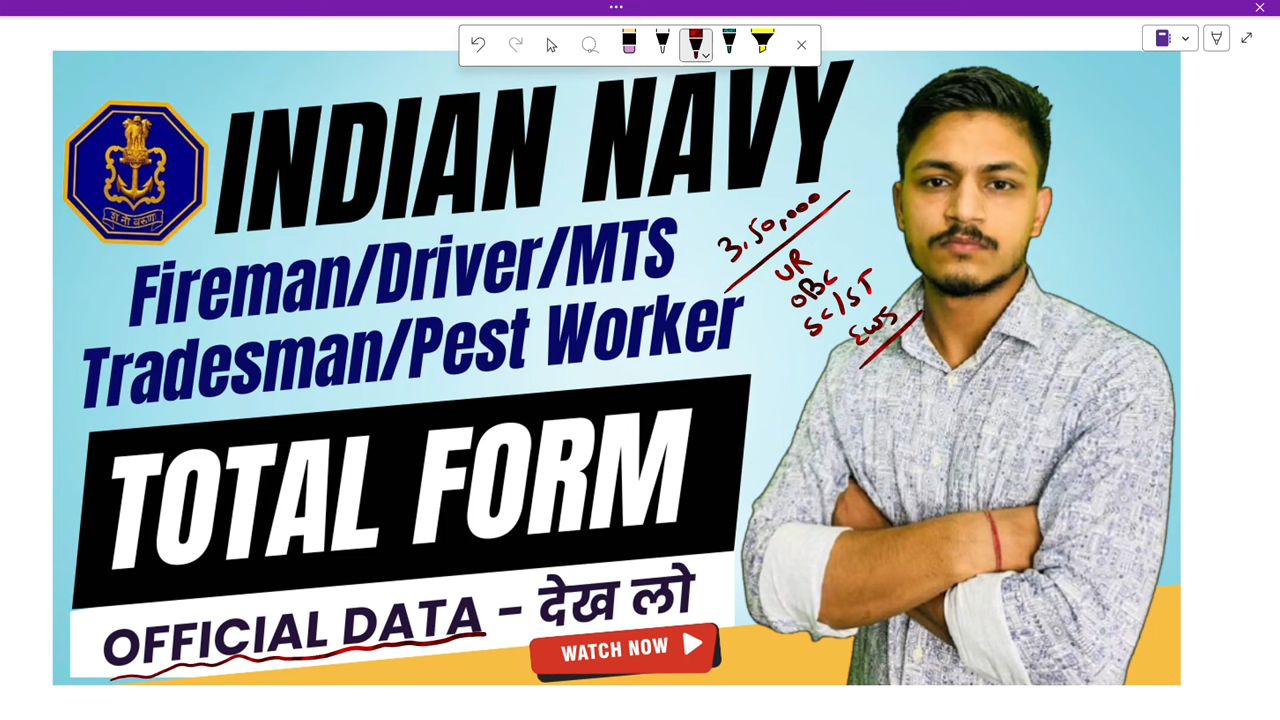 INDIAN NAVY
Fireman/Driver/MTS
Tradesman/Pest Worker
3,50,000
UR
OBC
SC/ST
EWS
TOTAL FORM
OFFICIAL DATA - देख लो
WATCH NOW